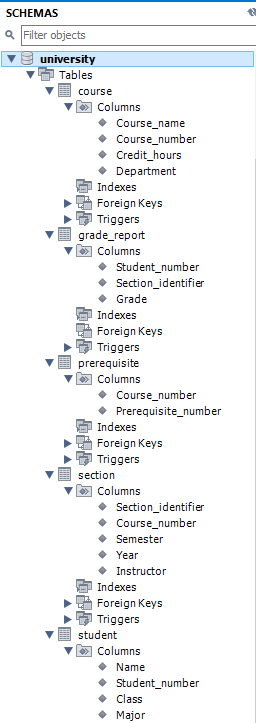 SCHEMAS
Filter objects
university
Tables
course
Columns
Course_name
Course_number
Credit_hours
Department
Indexes
Foreign Keys
Triggers
grade_report
Columns
Student_number
Section_identifier
Grade
Indexes
Foreign Keys
Triggers
prerequisite
Columns
Course_number
Prerequisite_number
Indexes
Foreign Keys
Triggers
section
Columns
Section_identifier
Course_number
Semester
Year
Instructor
Indexes
Foreign Keys
Triggers
student
Columns
Name
Student_number
Class
Major